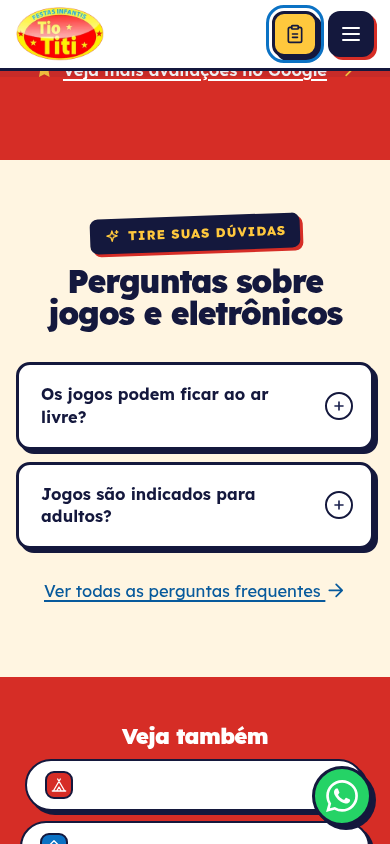 FESTAS INFANTIS
Tio
Titi
Veja mais avaliações no Google
TIRE SUAS DÚVIDAS
Perguntas sobre
jogos e eletrônicos
Os jogos podem ficar ao ar
livre?
Jogos são indicados para
adultos?
Ver todas as perguntas frequentes
Veja também